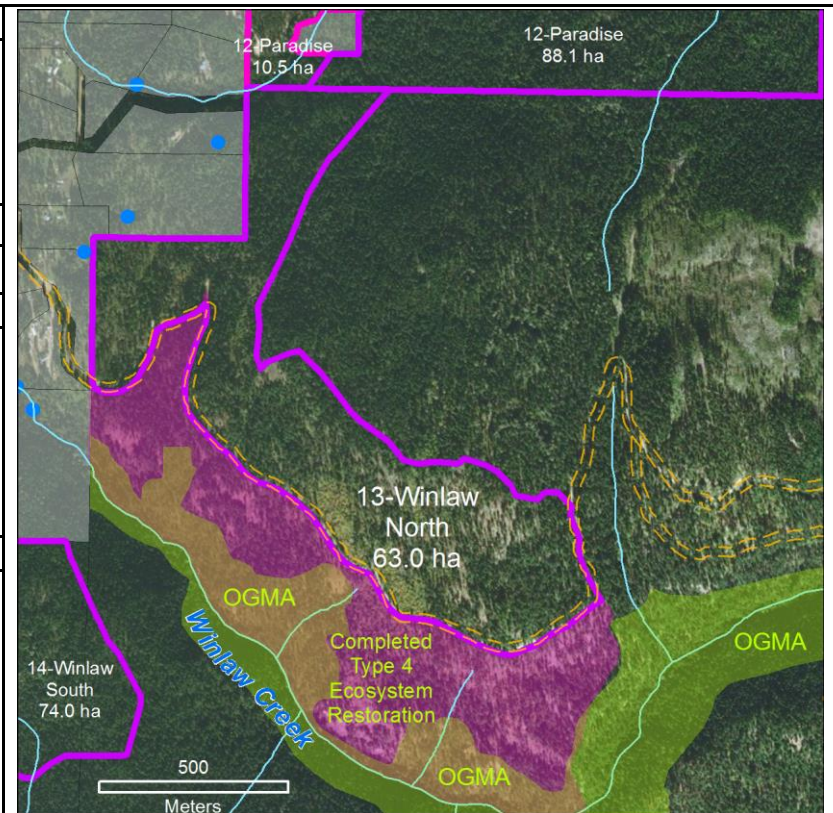 12-Paradise
10.5 ha
12-Paradise
88.1 ha
13-Winlaw
North
63.0 ha
OGMA
Completed
Type 4
Ecosystem
Restoration
OGMA
Winlaw Creek
14-Winlaw
South
74.0 ha
OGMA
500
Meters